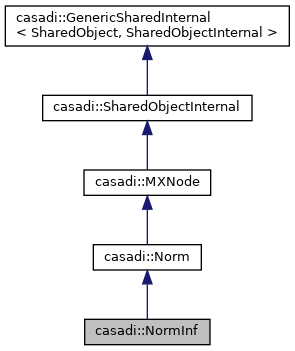 casadi::GenericSharedInternal
< SharedObject, SharedObjectInternal >
casadi::SharedObjectInternal
casadi::MXNode
casadi::Norm
casadi::NormInf